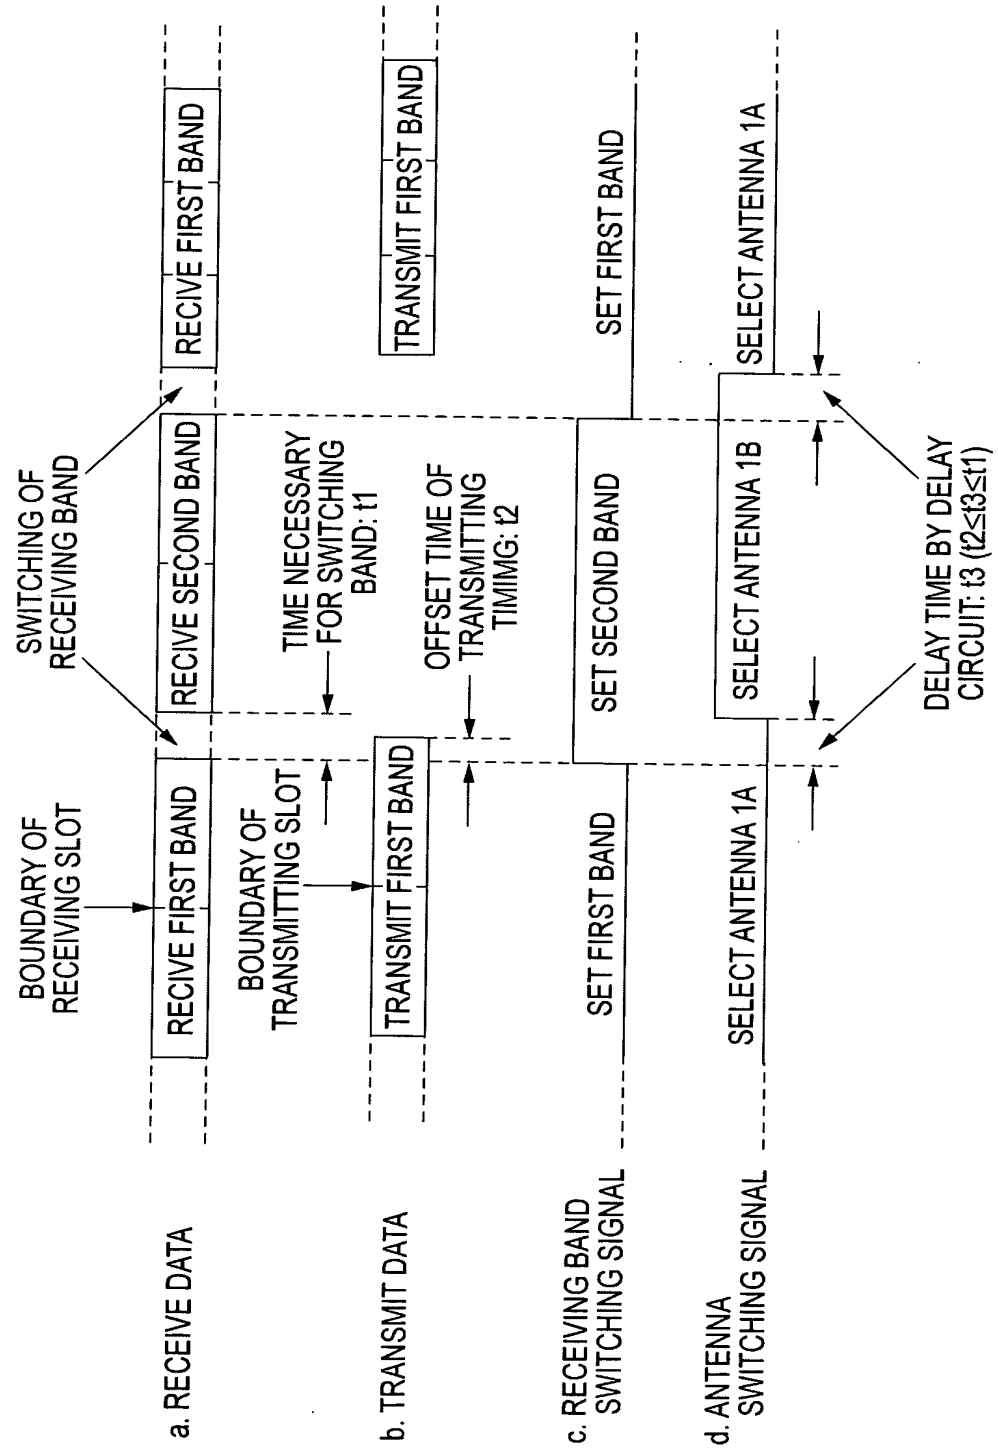 SWITCHING OF
RECEIVING BAND
BOUNDARY OF
RECEIVING SLOT
a. RECEIVE DATA
RECIVE FIRST BAND
RECIVE SECOND BAND
RECIVE FIRST BAND
TIME NECESSARY
FOR SWITCHING
BAND: t1
BOUNDARY OF
TRANSMITTING SLOT
OFFSET TIME OF
TRANSMITTING
TIMIMG: t2
b. TRANSMIT DATA
TRANSMIT FIRST BAND
TRANSMIT FIRST BAND
c. RECEIVING BAND
SWITCHING SIGNAL
SET FIRST BAND
SET SECOND BAND
SET FIRST BAND
d. ANTENNA
SWITCHING SIGNAL
SELECT ANTENNA 1A
SELECT ANTENNA 1B
SELECT ANTENNA 1A
DELAY TIME BY DELAY
CIRCUIT: t3 (t2≤t3≤t1)